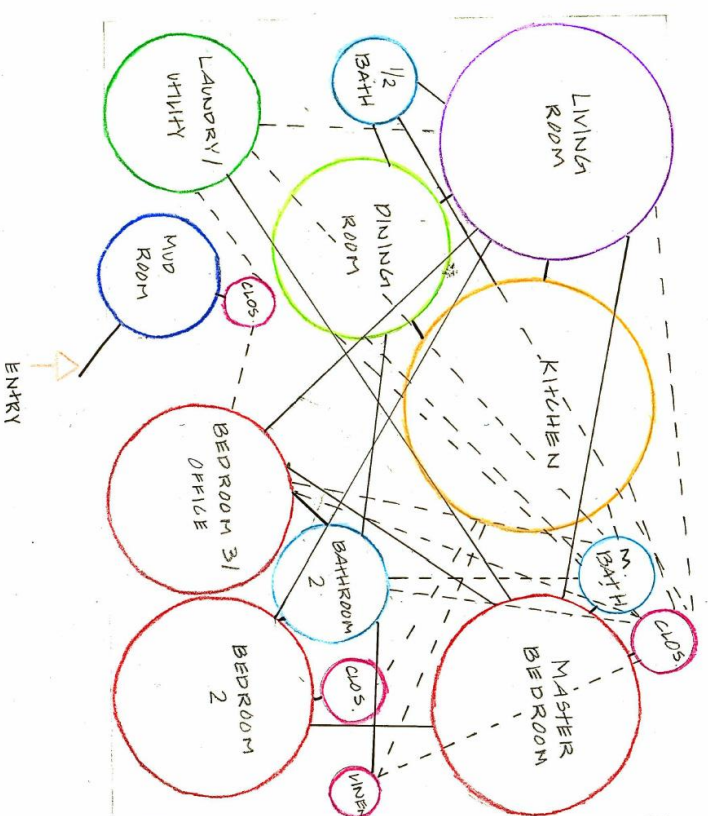 LIVING
ROOM
1/2
BATH
LAUNDRY/
UTILITY
DINING
ROOM
MUD
ROOM
CLOS.
ENTRY
KITCHEN
BEDROOM 3/
OFFICE
BATHROOM
2
M.
BATH
CLOS.
MASTER
BEDROOM
BEDROOM
2
CLOS.
LINEN